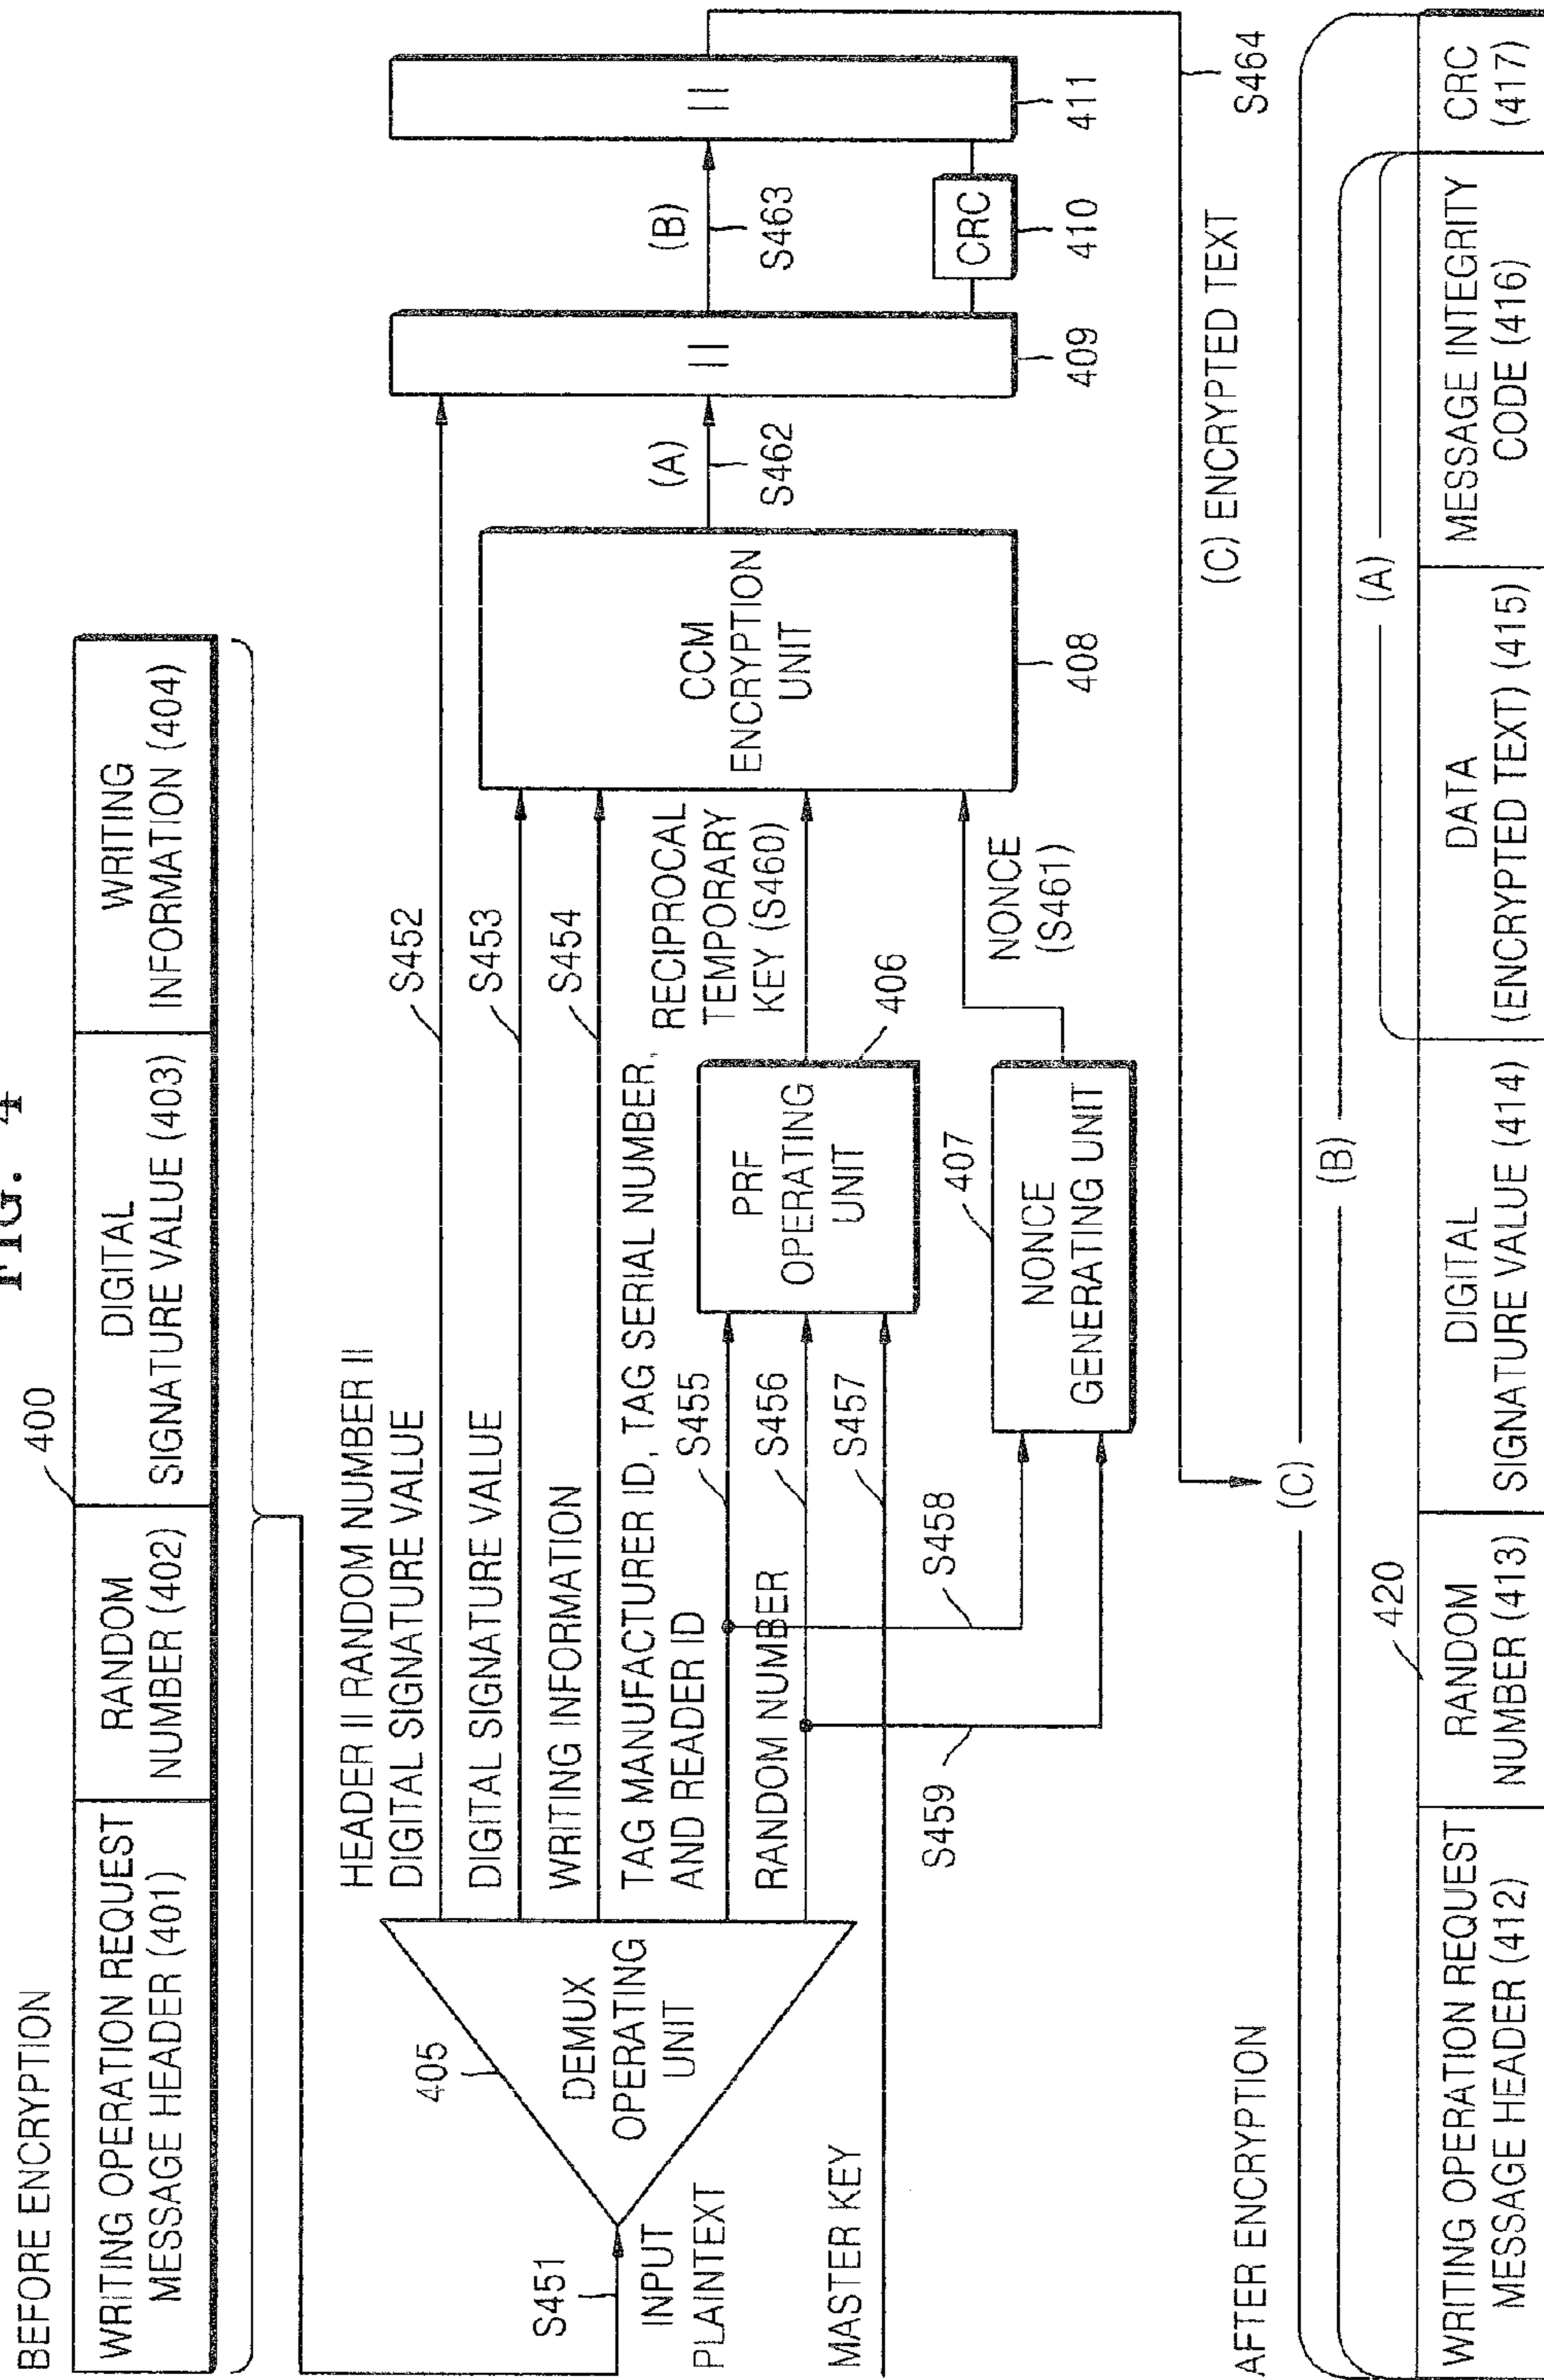 FIG. 4
BEFORE ENCRYPTION
400
WRITING OPERATION REQUEST
MESSAGE HEADER (401)
RANDOM
NUMBER (402)
DIGITAL
SIGNATURE VALUE (403)
WRITING
INFORMATION (404)
S451
INPUT
PLAINTEXT
405
DEMUX
OPERATING
UNIT
MASTER KEY
HEADER II RANDOM NUMBER II
DIGITAL SIGNATURE VALUE
S452
DIGITAL SIGNATURE VALUE
S453
WRITING INFORMATION
S454
TAG MANUFACTURER ID, TAG SERIAL NUMBER,
AND READER ID
S455
RANDOM NUMBER
S456
S457
S458
S459
PRF
OPERATING
UNIT
406
407
NONCE
GENERATING UNIT
RECIPROCAL
TEMPORARY
KEY (S460)
NONCE
(S461)
CCM
ENCRYPTION
UNIT
408
(A)
S462
||
409
(B)
S463
CRC
410
||
411
S464
(C) ENCRYPTED TEXT
AFTER ENCRYPTION
(C)
(B)
(A)
420
WRITING OPERATION REQUEST
MESSAGE HEADER (412)
RANDOM
NUMBER (413)
DIGITAL
SIGNATURE VALUE (414)
DATA
(ENCRYPTED TEXT) (415)
MESSAGE INTEGRITY
CODE (416)
CRC
(417)